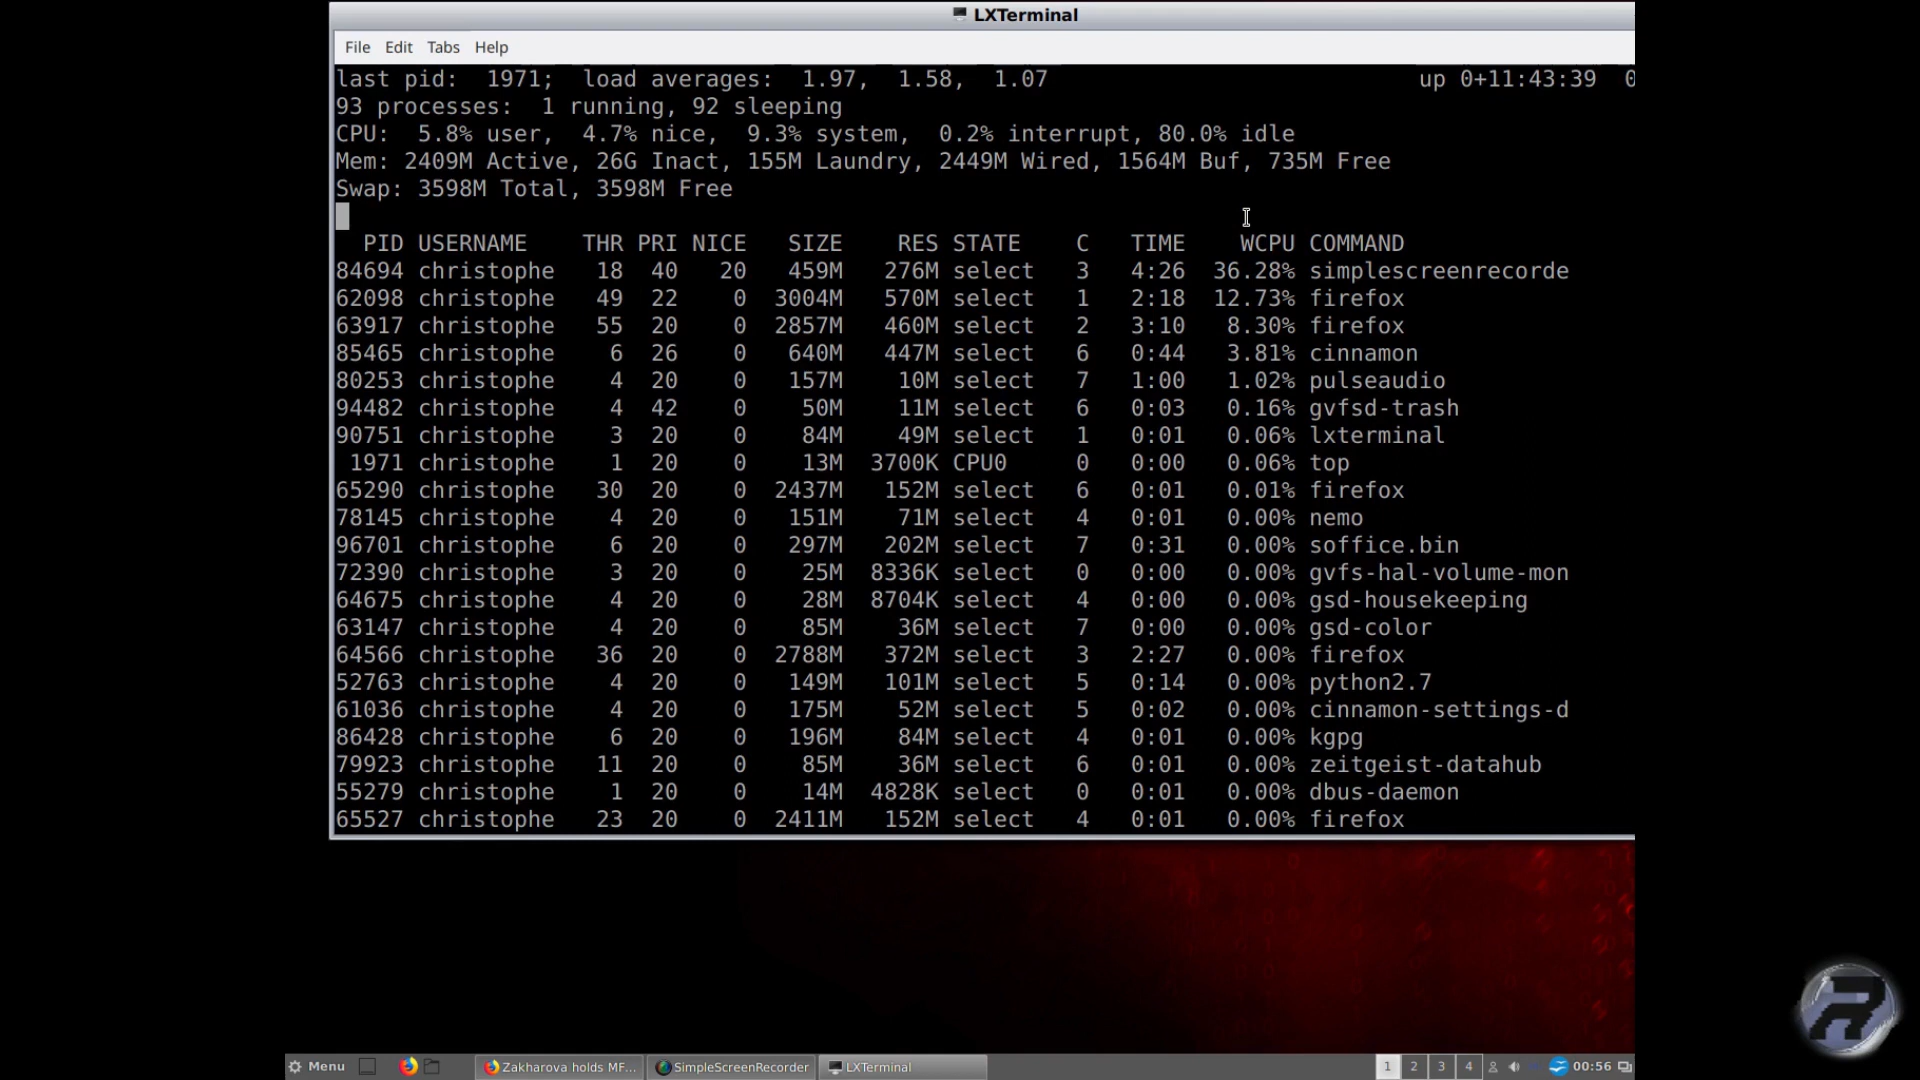 LXTerminal
File Edit Tabs Help
last pid:  1971;  load averages:  1.97,  1.58,  1.07 up 0+11:43:39  0
93 processes:  1 running, 92 sleeping
CPU:  5.8% user,  4.7% nice,  9.3% system,  0.2% interrupt, 80.0% idle
Mem: 2409M Active, 26G Inact, 155M Laundry, 2449M Wired, 1564M Buf, 735M Free
Swap: 3598M Total, 3598M Free
PID USERNAME THR PRI NICE SIZE RES STATE C TIME WCPU COMMAND
84694 christophe 18 40 20 459M 276M select 3 4:26 36.28% simplescreenrecorde
62098 christophe 49 22 0 3004M 570M select 1 2:18 12.73% firefox
63917 christophe 55 20 0 2857M 460M select 2 3:10 8.30% firefox
85465 christophe 6 26 0 640M 447M select 6 0:44 3.81% cinnamon
80253 christophe 4 20 0 157M 10M select 7 1:00 1.02% pulseaudio
94482 christophe 4 42 0 50M 11M select 6 0:03 0.16% gvfsd-trash
90751 christophe 3 20 0 84M 49M select 1 0:01 0.06% lxterminal
1971 christophe 1 20 0 13M 3700K CPU0 0 0:00 0.06% top
65290 christophe 30 20 0 2437M 152M select 6 0:01 0.01% firefox
78145 christophe 4 20 0 151M 71M select 4 0:01 0.00% nemo
96701 christophe 6 20 0 297M 202M select 7 0:31 0.00% soffice.bin
72390 christophe 3 20 0 25M 8336K select 0 0:00 0.00% gvfs-hal-volume-mon
64675 christophe 4 20 0 28M 8704K select 4 0:00 0.00% gsd-housekeeping
63147 christophe 4 20 0 85M 36M select 7 0:00 0.00% gsd-color
64566 christophe 36 20 0 2788M 372M select 3 2:27 0.00% firefox
52763 christophe 4 20 0 149M 101M select 5 0:14 0.00% python2.7
61036 christophe 4 20 0 175M 52M select 5 0:02 0.00% cinnamon-settings-d
86428 christophe 6 20 0 196M 84M select 4 0:01 0.00% kgpg
79923 christophe 11 20 0 85M 36M select 6 0:01 0.00% zeitgeist-datahub
55279 christophe 1 20 0 14M 4828K select 0 0:01 0.00% dbus-daemon
65527 christophe 23 20 0 2411M 152M select 4 0:01 0.00% firefox
Menu Zakharova holds MF... SimpleScreenRecorder LXTerminal 1 2 3 4 00:56